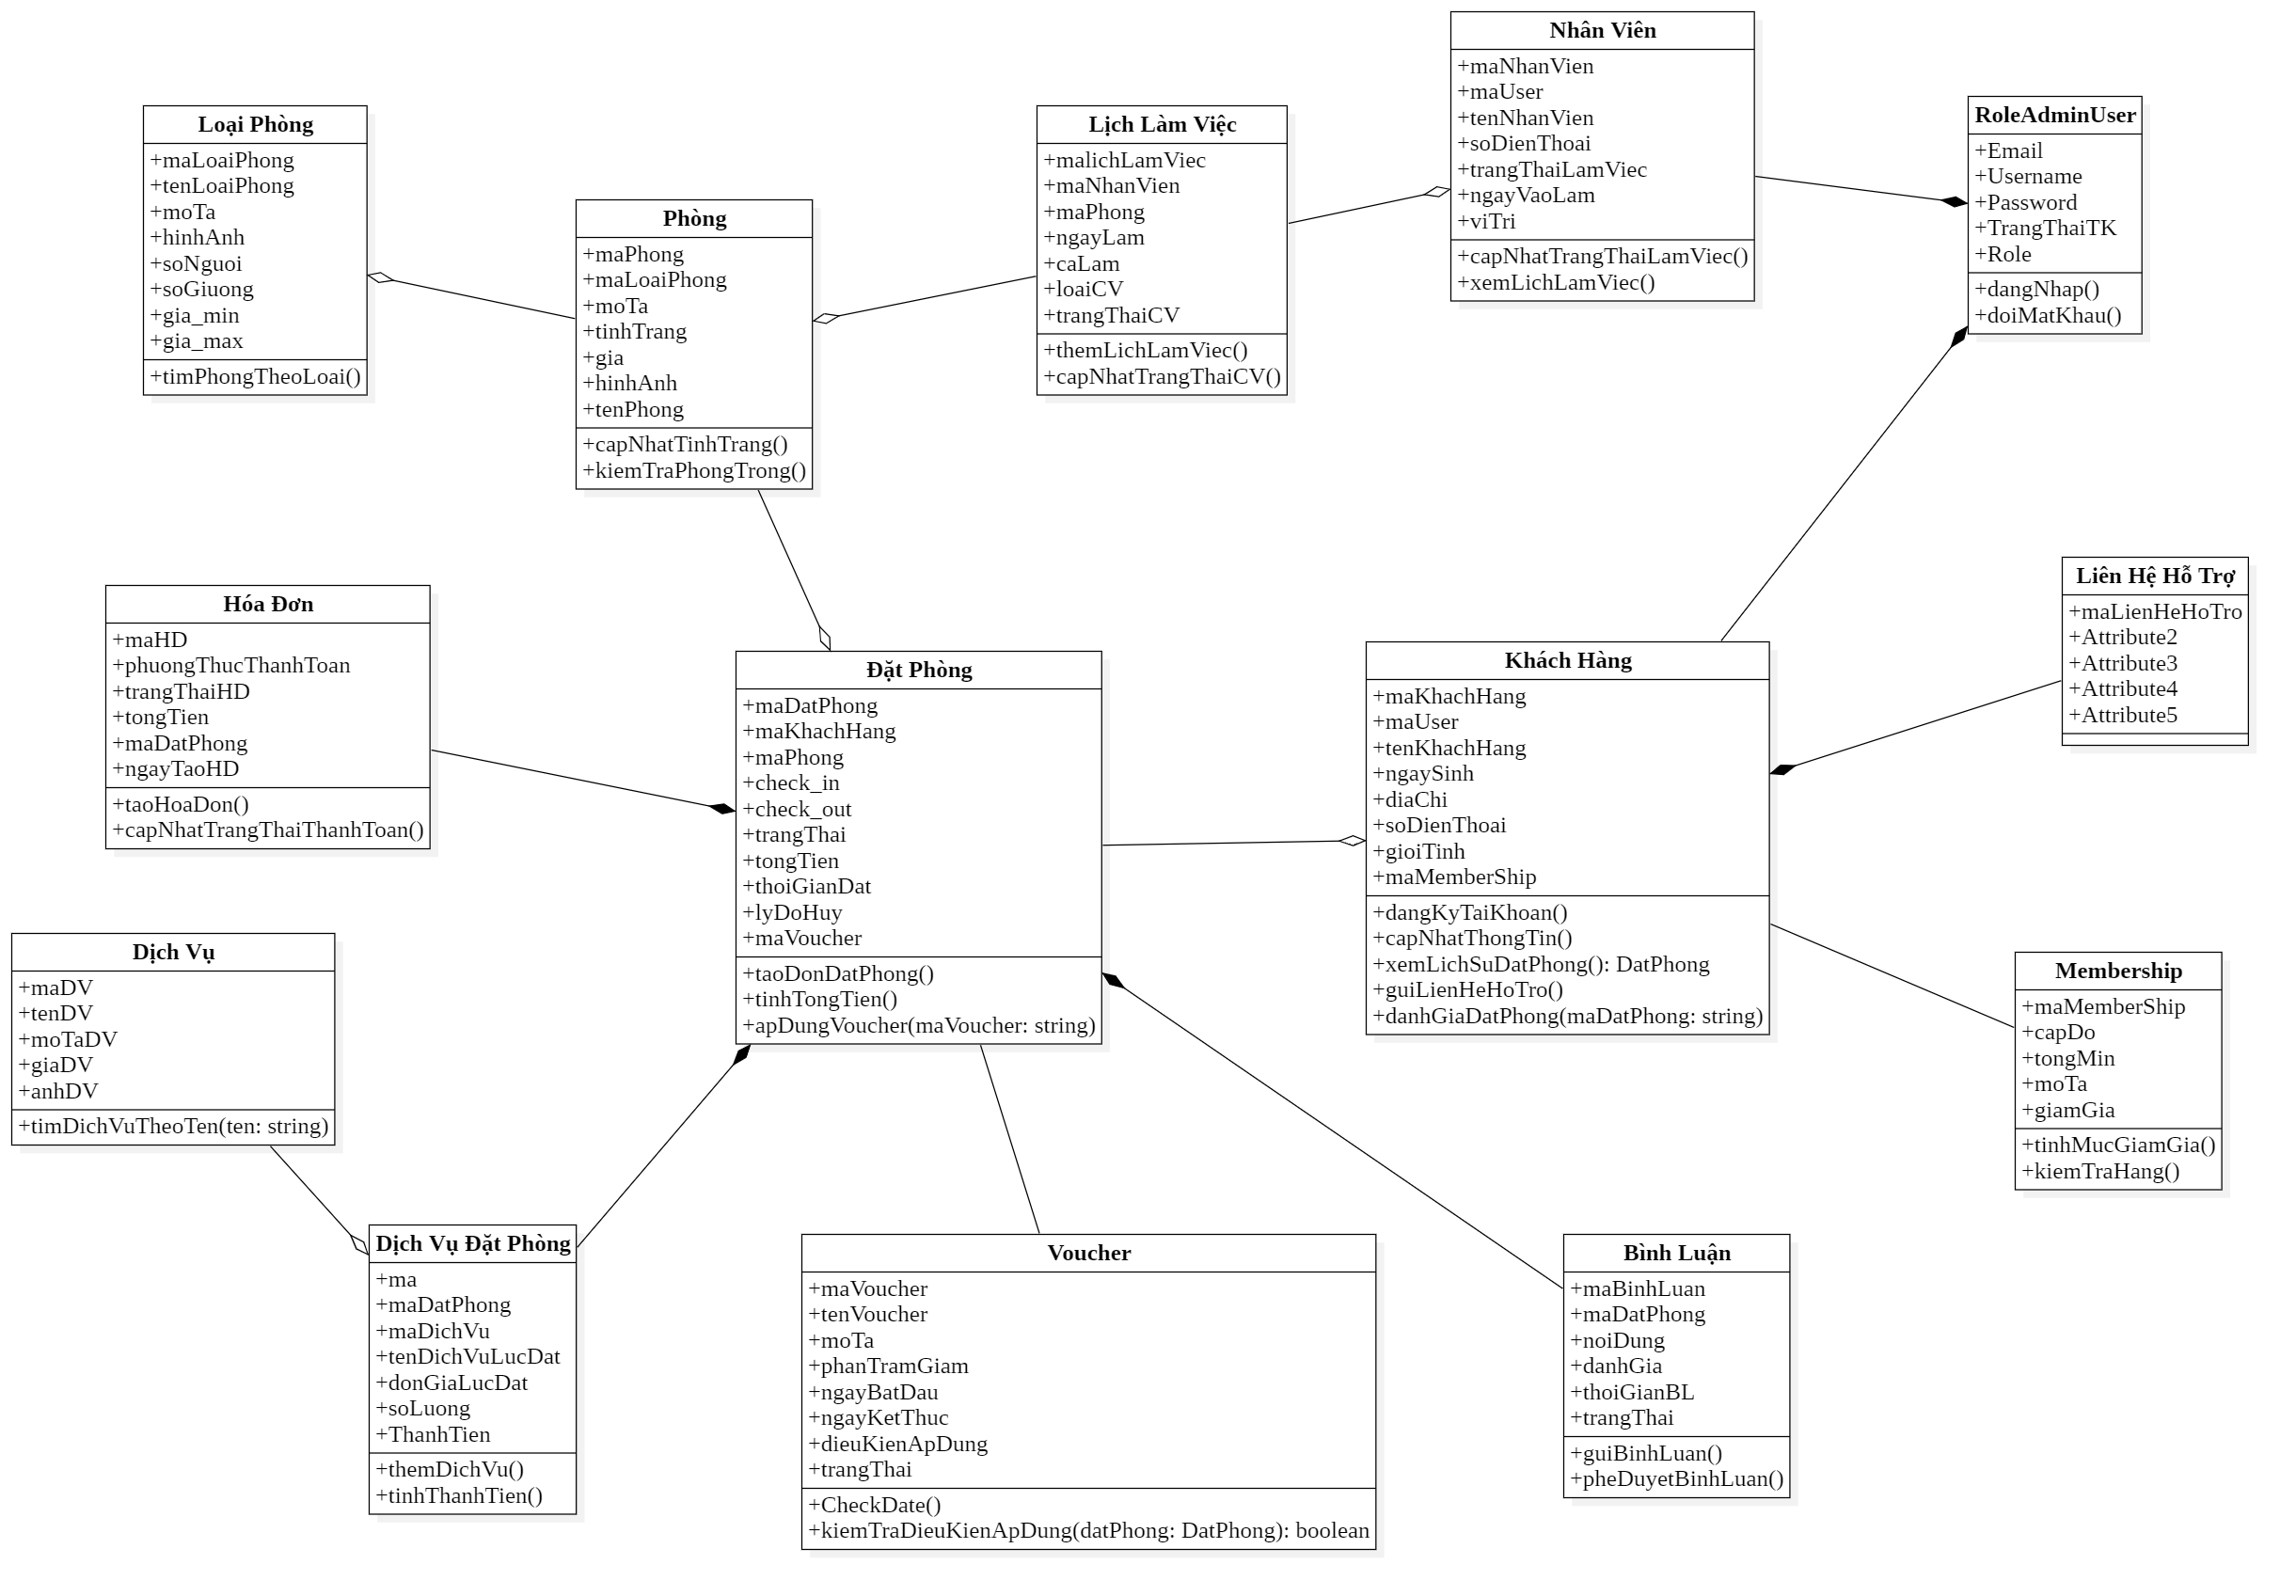 Nhân Viên
+maNhanVien
+maUser
+tenNhanVien
+soDienThoai
+trangThaiLamViec
+ngayVaoLam
+viTri
+capNhatTrangThaiLamViec()
+xemLichLamViec()
RoleAdminUser
+Email
+Username
+Password
+TrangThaiTK
+Role
+dangNhap()
+doiMatKhau()
Loại Phòng
+maLoaiPhong
+tenLoaiPhong
+moTa
+hinhAnh
+soNguoi
+soGiuong
+gia_min
+gia_max
+timPhongTheoLoai()
Lịch Làm Việc
+malichLamViec
+maNhanVien
+maPhong
+ngayLam
+caLam
+loaiCV
+trangThaiCV
+themLichLamViec()
+capNhatTrangThaiCV()
Phòng
+maPhong
+maLoaiPhong
+moTa
+tinhTrang
+gia
+hinhAnh
+tenPhong
+capNhatTinhTrang()
+kiemTraPhongTrong()
Liên Hệ Hỗ Trợ
+maLienHeHoTro
+Attribute2
+Attribute3
+Attribute4
+Attribute5
Hóa Đơn
+maHD
+phuongThucThanhToan
+trangThaiHD
+tongTien
+maDatPhong
+ngayTaoHD
+taoHoaDon()
+capNhatTrangThaiThanhToan()
Đặt Phòng
+maDatPhong
+maKhachHang
+maPhong
+check_in
+check_out
+trangThai
+tongTien
+thoiGianDat
+lyDoHuy
+maVoucher
+taoDonDatPhong()
+tinhTongTien()
+apDungVoucher(maVoucher: string)
Khách Hàng
+maKhachHang
+maUser
+tenKhachHang
+ngaySinh
+diaChi
+soDienThoai
+gioiTinh
+maMemberShip
+dangKyTaiKhoan()
+capNhatThongTin()
+xemLichSuDatPhong(): DatPhong
+guiLienHeHoTro()
+danhGiaDatPhong(maDatPhong: string)
Dịch Vụ
+maDV
+tenDV
+moTaDV
+giaDV
+anhDV
+timDichVuTheoTen(ten: string)
Membership
+maMemberShip
+capDo
+tongMin
+moTa
+giamGia
+tinhMucGiamGia()
+kiemTraHang()
Dịch Vụ Đặt Phòng
+ma
+maDatPhong
+maDichVu
+tenDichVuLucDat
+donGiaLucDat
+soLuong
+ThanhTien
+themDichVu()
+tinhThanhTien()
Voucher
+maVoucher
+tenVoucher
+moTa
+phanTramGiam
+ngayBatDau
+ngayKetThuc
+dieuKienApDung
+trangThai
+CheckDate()
+kiemTraDieuKienApDung(datPhong: DatPhong): boolean
Bình Luận
+maBinhLuan
+maDatPhong
+noiDung
+danhGia
+thoiGianBL
+trangThai
+guiBinhLuan()
+pheDuyetBinhLuan()